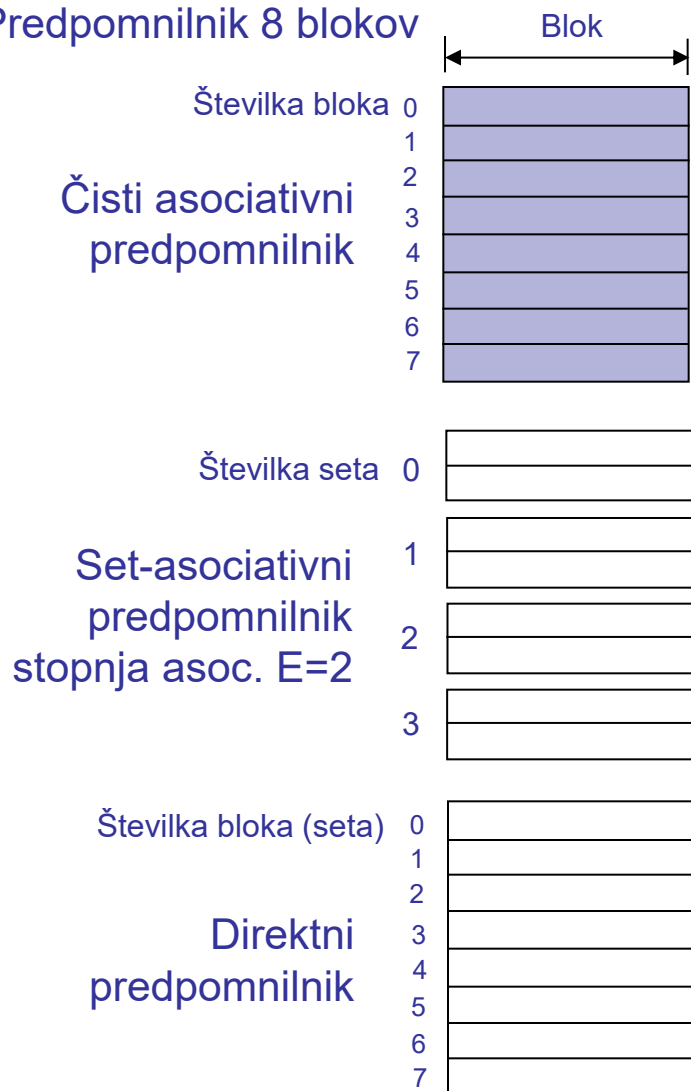 Predpomnilnik 8 blokov
Blok
Številka bloka 0
1
2
3
4
5
6
7
Čisti asociativni
predpomnilnik
Številka seta 0
1
2
3
Set-asociativni
predpomnilnik
stopnja asoc. E=2
Številka bloka (seta) 0
1
2
3
4
5
6
7
Direktni
predpomnilnik